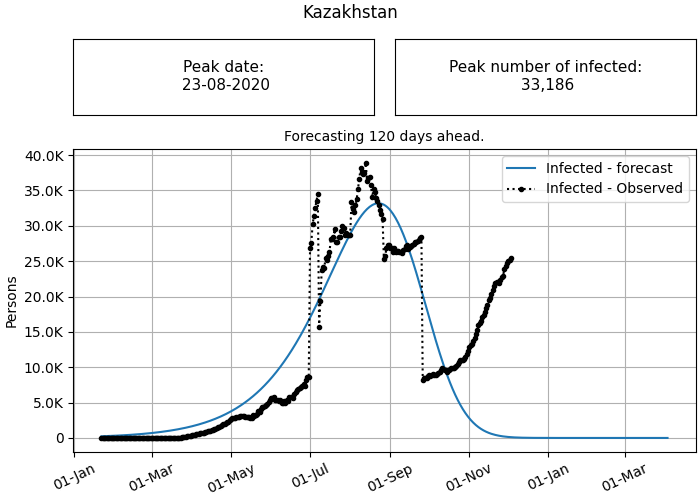 Kazakhstan
Peak date:
23-08-2020
Peak number of infected:
33,186
Forecasting 120 days ahead.
Infected - forecast
Infected - Observed
Persons
40.0K
35.0K
30.0K
25.0K
20.0K
15.0K
10.0K
5.0K
0
01-Jan
01-Mar
01-May
01-Jul
01-Sep
01-Nov
01-Jan
01-Mar